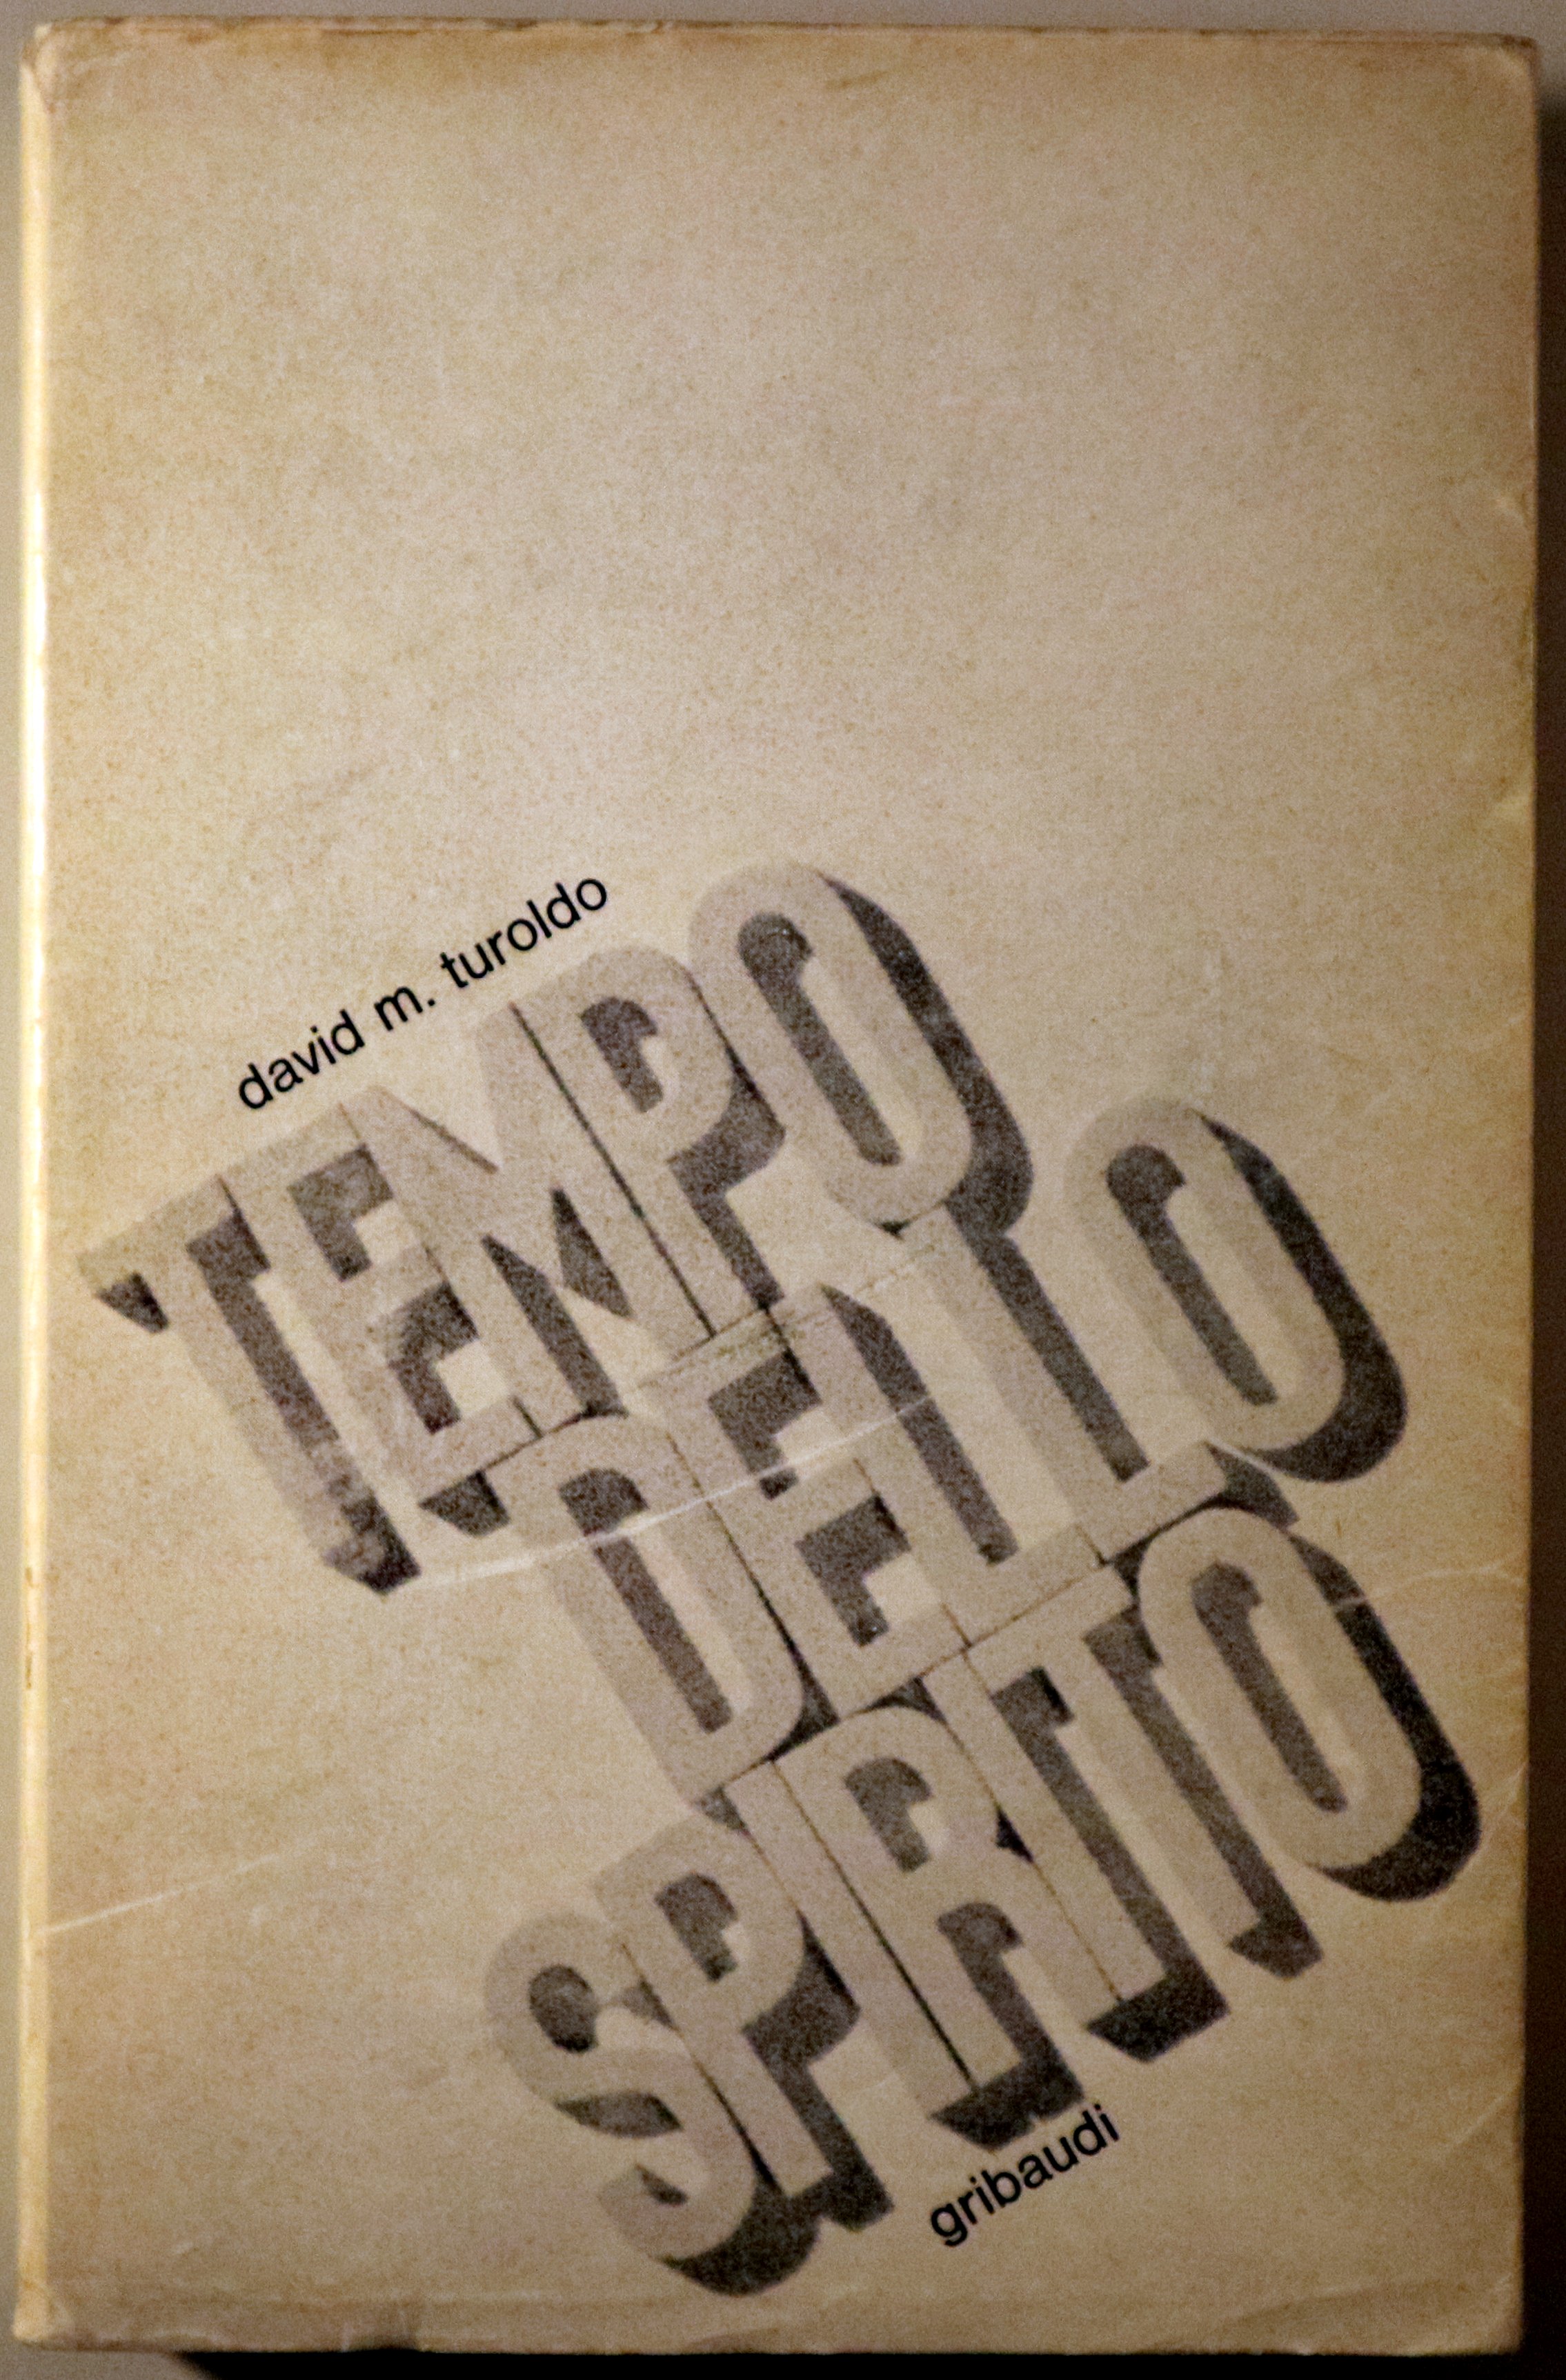 david m. turoldo
TEMPO
DELLO
SPIRITO
gribaudi